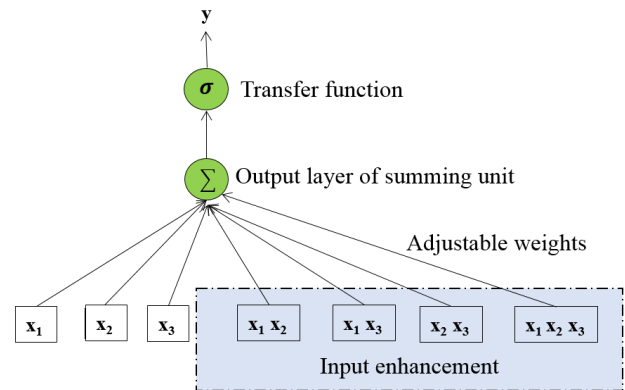 y
σ Transfer function
∑ Output layer of summing unit
Adjustable weights
x₁ x₂ x₃ x₁ x₂ x₁ x₃ x₂ x₃ x₁ x₂ x₃
Input enhancement